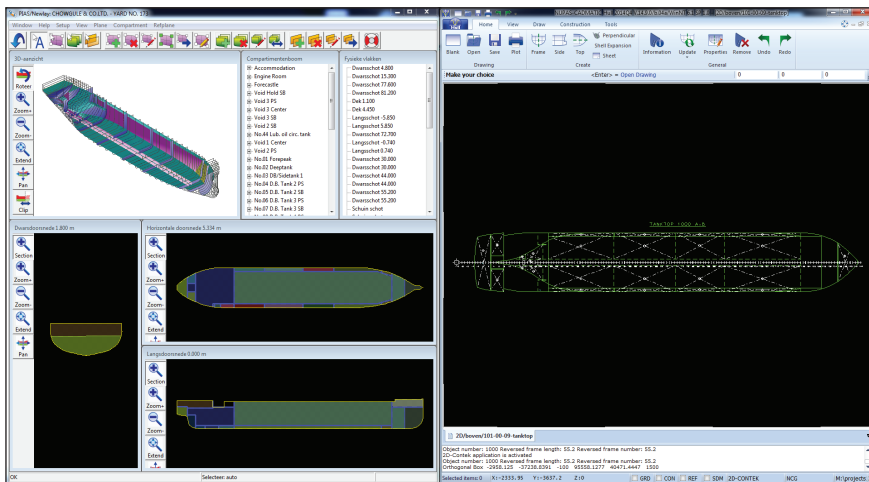 PIAS/Newlay: CHOWGULE & CO.LTD. - YARD NO. 173
Window Help Setup View Plane Compartment Refplane
3D-aanzicht
Roteer
Zoom+
Zoom-
Extend
Pan
Clip
Compartimentenboom
Accommodation
Engine Room
Forecastle
Void Hold SB
Void 3 PS
Void 3 Center
Void 3 SB
Void 2 SB
No.44 Lub. oil circ. tank
Void 1 Center
Void 2 PS
No.01 Forepeak
No.02 Deeptank
No.03 DB/Sidetank 1
No.04 D.B. Tank 2 PS
No.05 D.B. Tank 2 SB
No.06 D.B. Tank 3 PS
No.07 D.B. Tank 3 SB
Fysieke vlakken
Dwarsschot 4.800
Dwarsschot 15.300
Dwarsschot 77.600
Dwarsschot 81.200
Dek 1.100
Dek 4.450
Langsschot -5.850
Langsschot 5.850
Dwarsschot 72.700
Langsschot -0.740
Langsschot 0.740
Dwarsschot 30.000
Dwarsschot 30.000
Dwarsschot 44.000
Dwarsschot 44.000
Dwarsschot 55.200
Dwarsschot 55.200
Schuin schot
Dwarsdoorsnede 1.800 m
Section
Zoom+
Zoom-
Extend
Pan
Horizontale doorsnede 5.334 m
Section
Zoom+
Zoom-
Extend
Langsdoorsnede 0.000 m
Section
Zoom+
Zoom-
Extend
OK
Selecteer: auto
Home View Draw Construction Tools
Blank Open Save Plot
Drawing
Frame Side Top
Perpendicular
Shell Expansion
Sheet
Create
Information Update Properties Remove Undo Redo
General
Make your choice
<Enter> = Open Drawing
0 0 0
TANKTOP 1000 A-B
2D/boven/101-00-09-tanktop
Object number: 1000 Reversed frame length: 55.2 Reversed frame number: 55.2
2D-Contek application is activated
Object number: 1000 Reversed frame length: 55.2 Reversed frame number: 55.2
Orthogonal Box -2958.125 -37238.8391 -100 95558.1277 40471.4447 1500
Selected items: 0 X:-2333.95 Y:-3637.2 Z:0 GRD CON REF SDM 2D-CONTEK NCG M:\projects